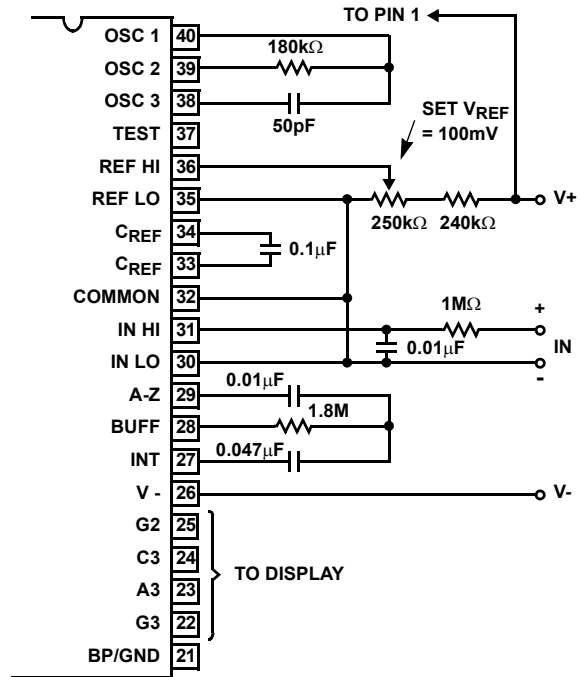 TO PIN 1
OSC 1 40
180kΩ
OSC 2 39
OSC 3 38
50pF
SET VREF
= 100mV
TEST 37
REF HI 36
REF LO 35
V+
250kΩ 240kΩ
CREF 34
0.1µF
CREF 33
COMMON 32
1MΩ
+
IN HI 31
0.01µF
IN
IN LO 30
-
0.01µF
A-Z 29
1.8M
BUFF 28
0.047µF
INT 27
V - 26
V-
G2 25
C3 24
TO DISPLAY
A3 23
G3 22
BP/GND 21